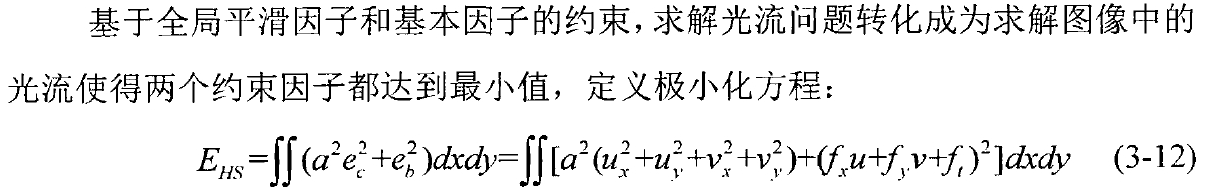 基于全局平滑因子和基本因子的约束，求解光流问题转化成为求解图像中的
光流使得两个约束因子都达到最小值，定义极小化方程：
$E_{HS}=\iint(a^2e_c^2+e_b^2)dxdy=\iint[a^2(u_x^2+u_y^2+v_x^2+v_y^2)+(f_xu+f_yv+f_t)^2]dxdy$ (3-12)